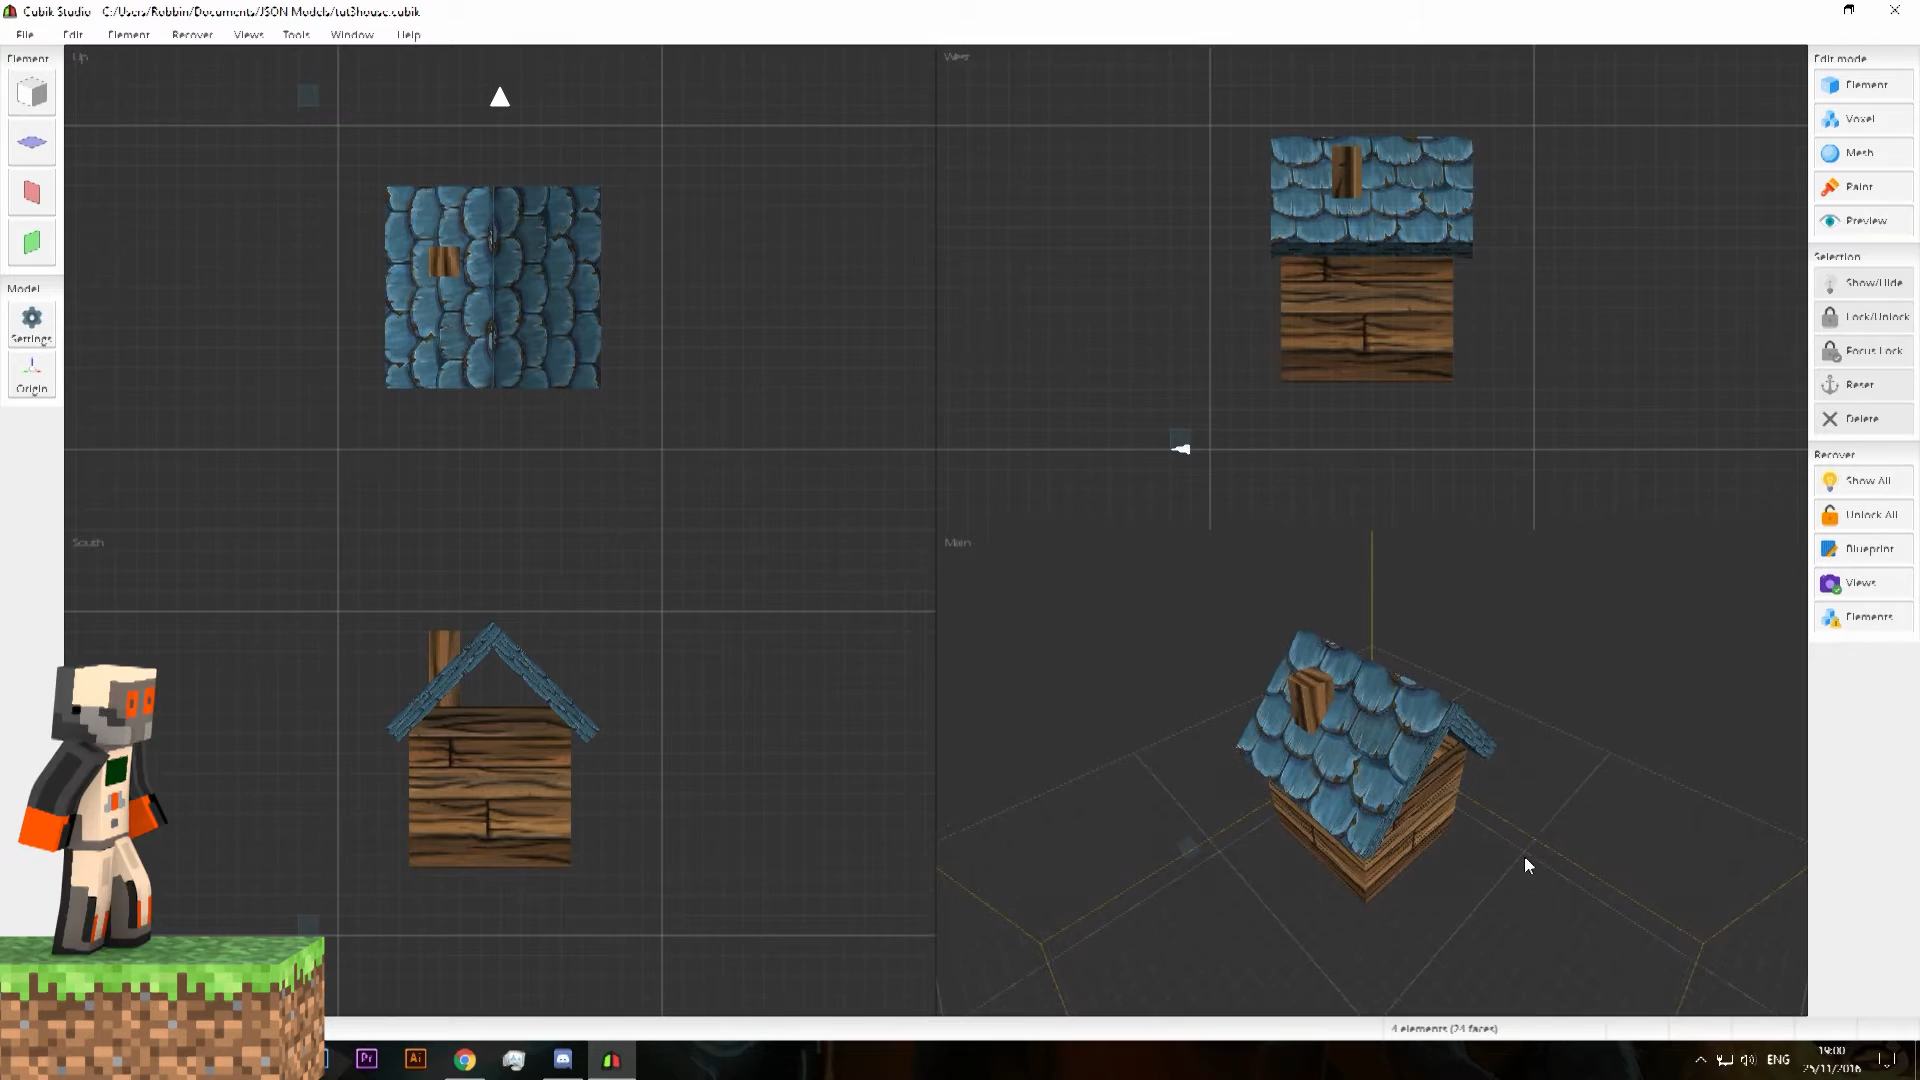 Cubik Studio - C:/Users/Robbin/Documents/JSON Models/tut3house.cubik
File Edit Element Recover Views Tools Window Help
Element
Model
Settings
Origin
Up
West
South
Main
Edit mode
Element
Voxel
Mesh
Paint
Preview
Selection
Show/Hide
Lock/Unlock
Focus Lock
Reset
Delete
Recover
Show All
Unlock All
Blueprint
Views
Elements
4 elements (24 faces)
Pr
Ai
ENG
19:00
25/11/2016